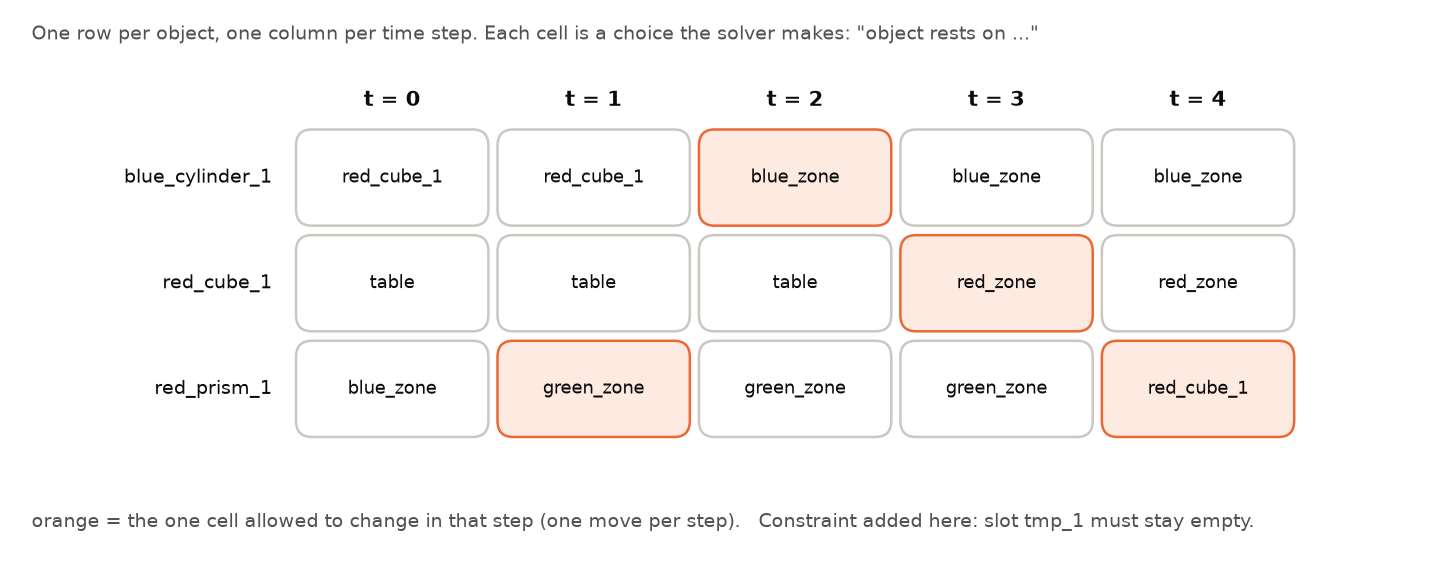 One row per object, one column per time step. Each cell is a choice the solver makes: "object rests on ..."
t = 0 t = 1 t = 2 t = 3 t = 4
blue_cylinder_1 red_cube_1 red_cube_1 blue_zone blue_zone blue_zone
red_cube_1 table table table red_zone red_zone
red_prism_1 blue_zone green_zone green_zone green_zone red_cube_1
orange = the one cell allowed to change in that step (one move per step). Constraint added here: slot tmp_1 must stay empty.